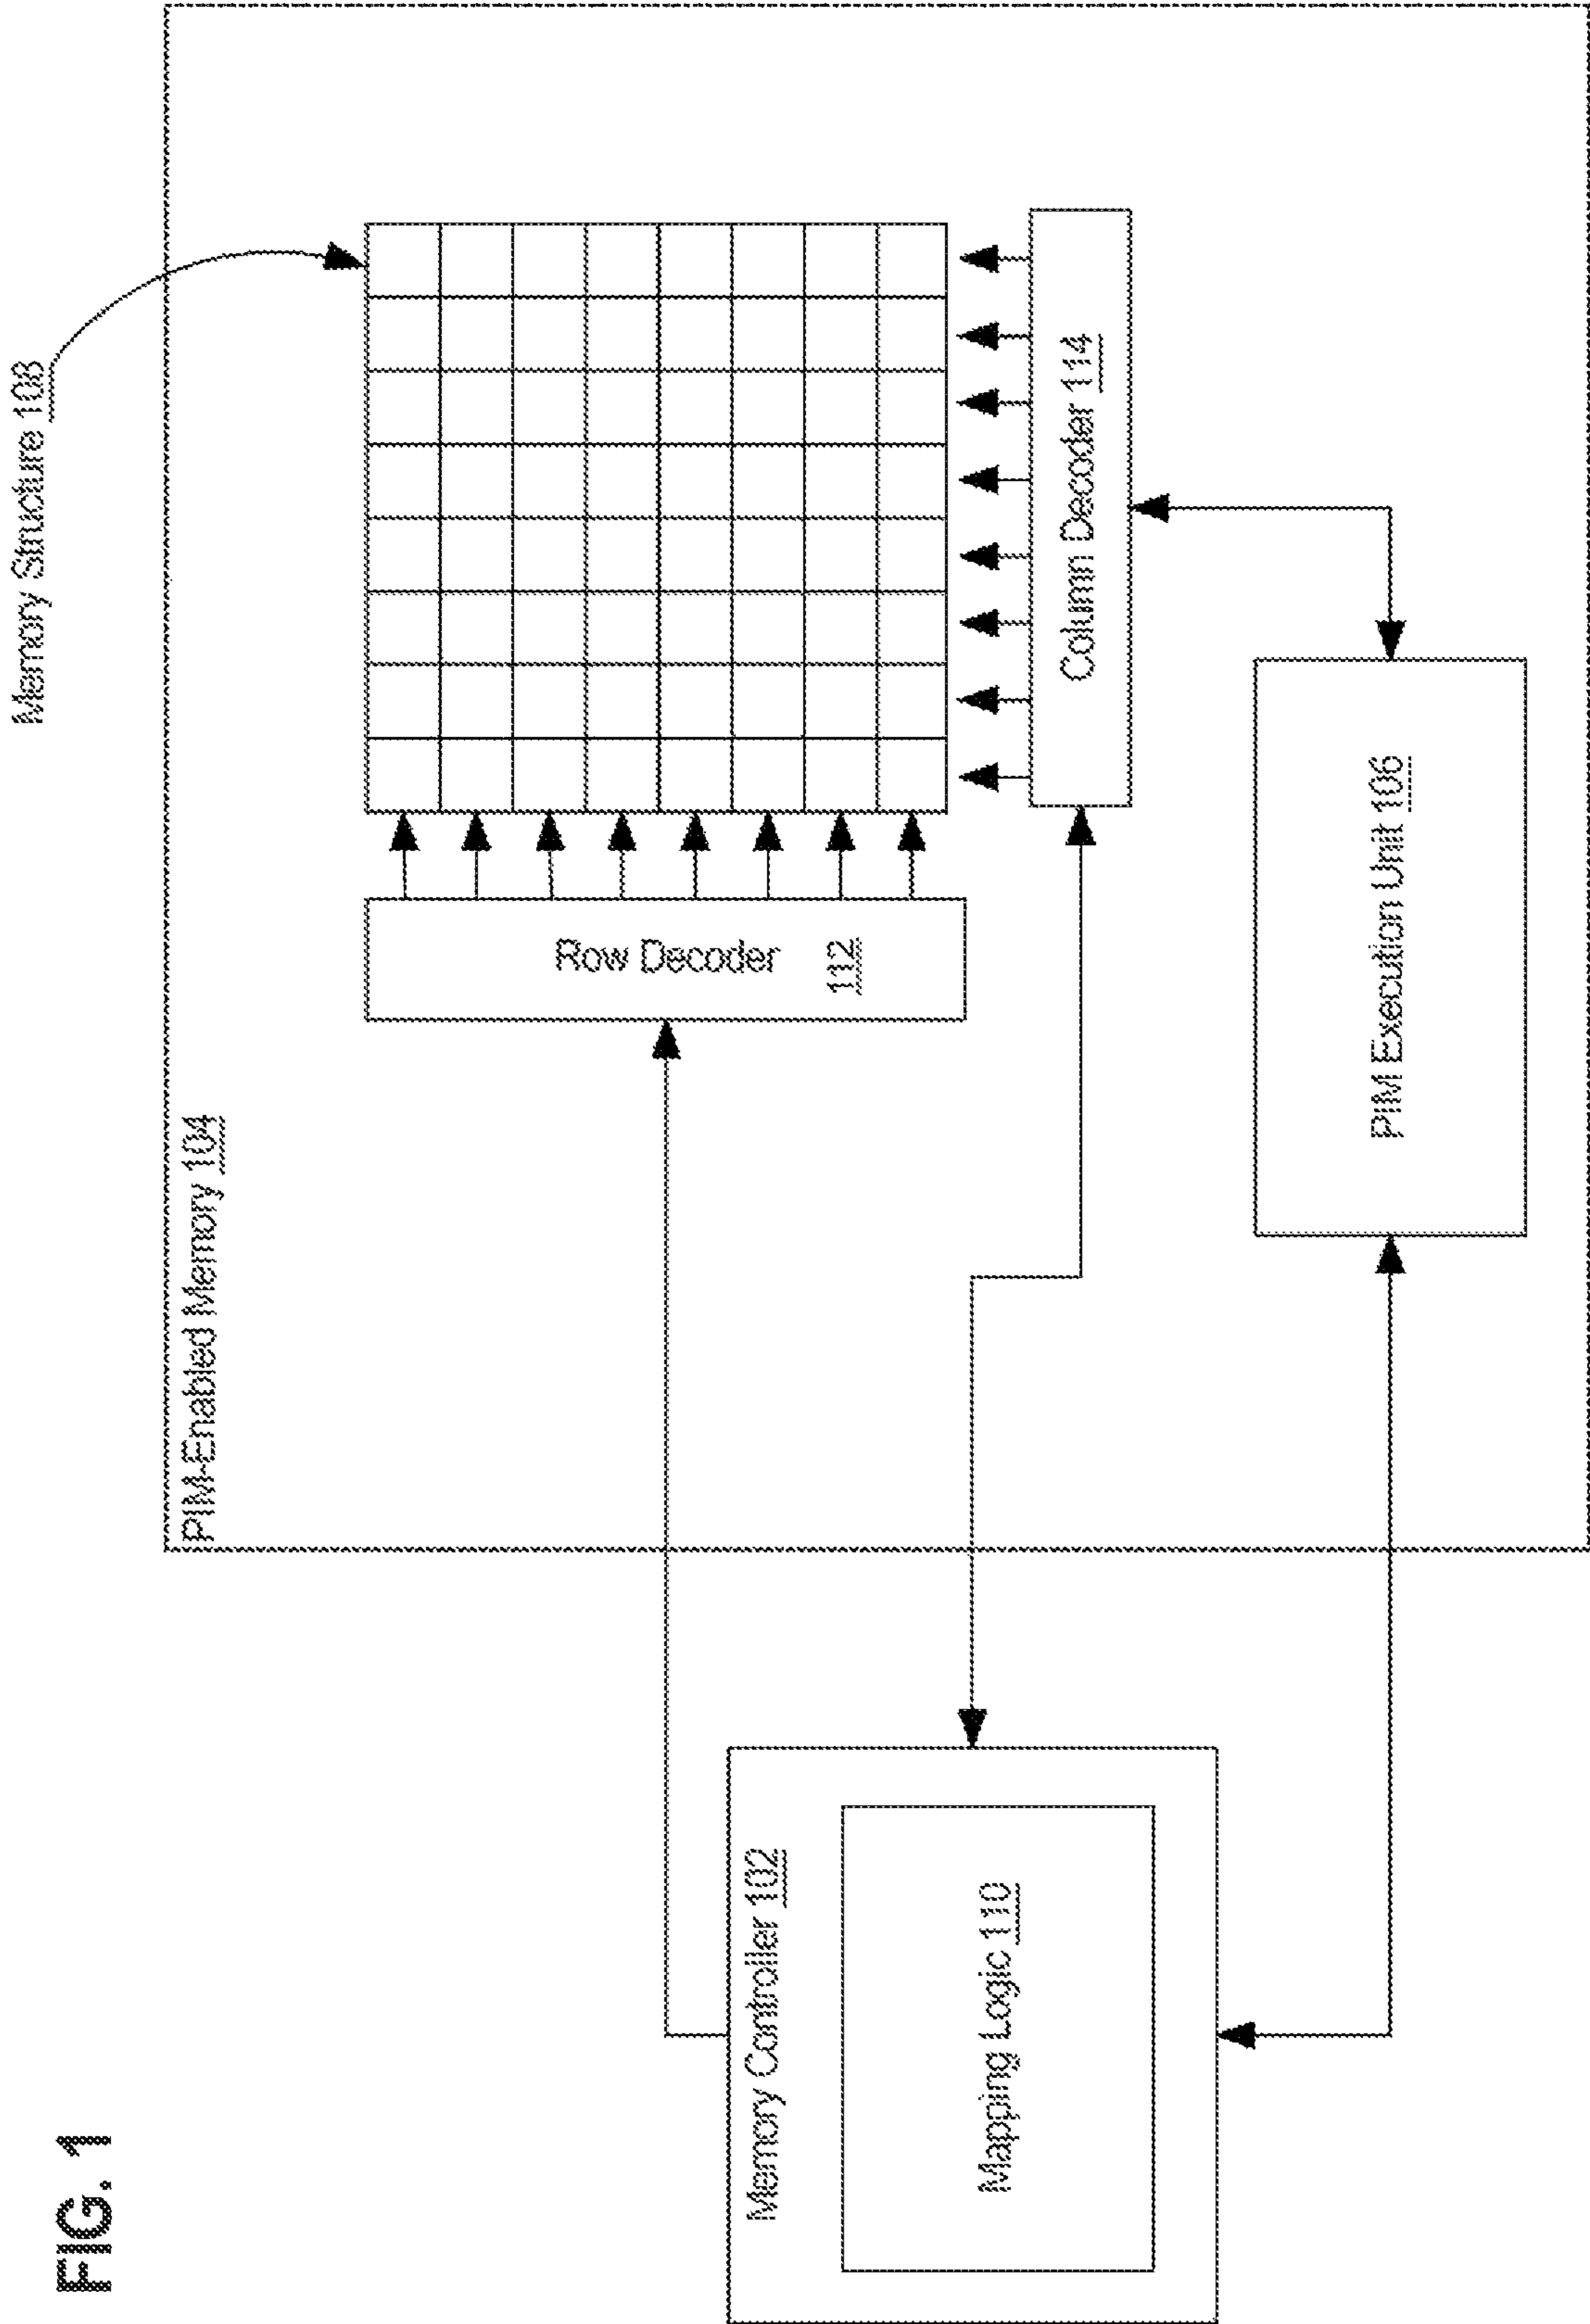 FIG. 1
Memory Structure 108
PIM-Enabled Memory 104
Row Decoder 112
Memory Controller 102
Mapping Logic 110
Column Decoder 114
PIM Execution Unit 106